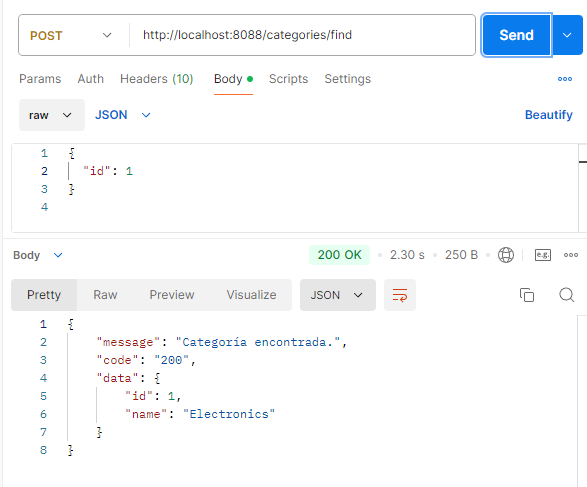 POST http://localhost:8088/categories/find Send
Params Auth Headers (10) Body Scripts Settings
raw JSON Beautify
1 {
2 "id": 1
3 }
4
Body 200 OK 2.30 s 250 B e.g.
Pretty Raw Preview Visualize JSON
1 {
2 "message": "Categoría encontrada.",
3 "code": "200",
4 "data": {
5 "id": 1,
6 "name": "Electronics"
7 }
8 }